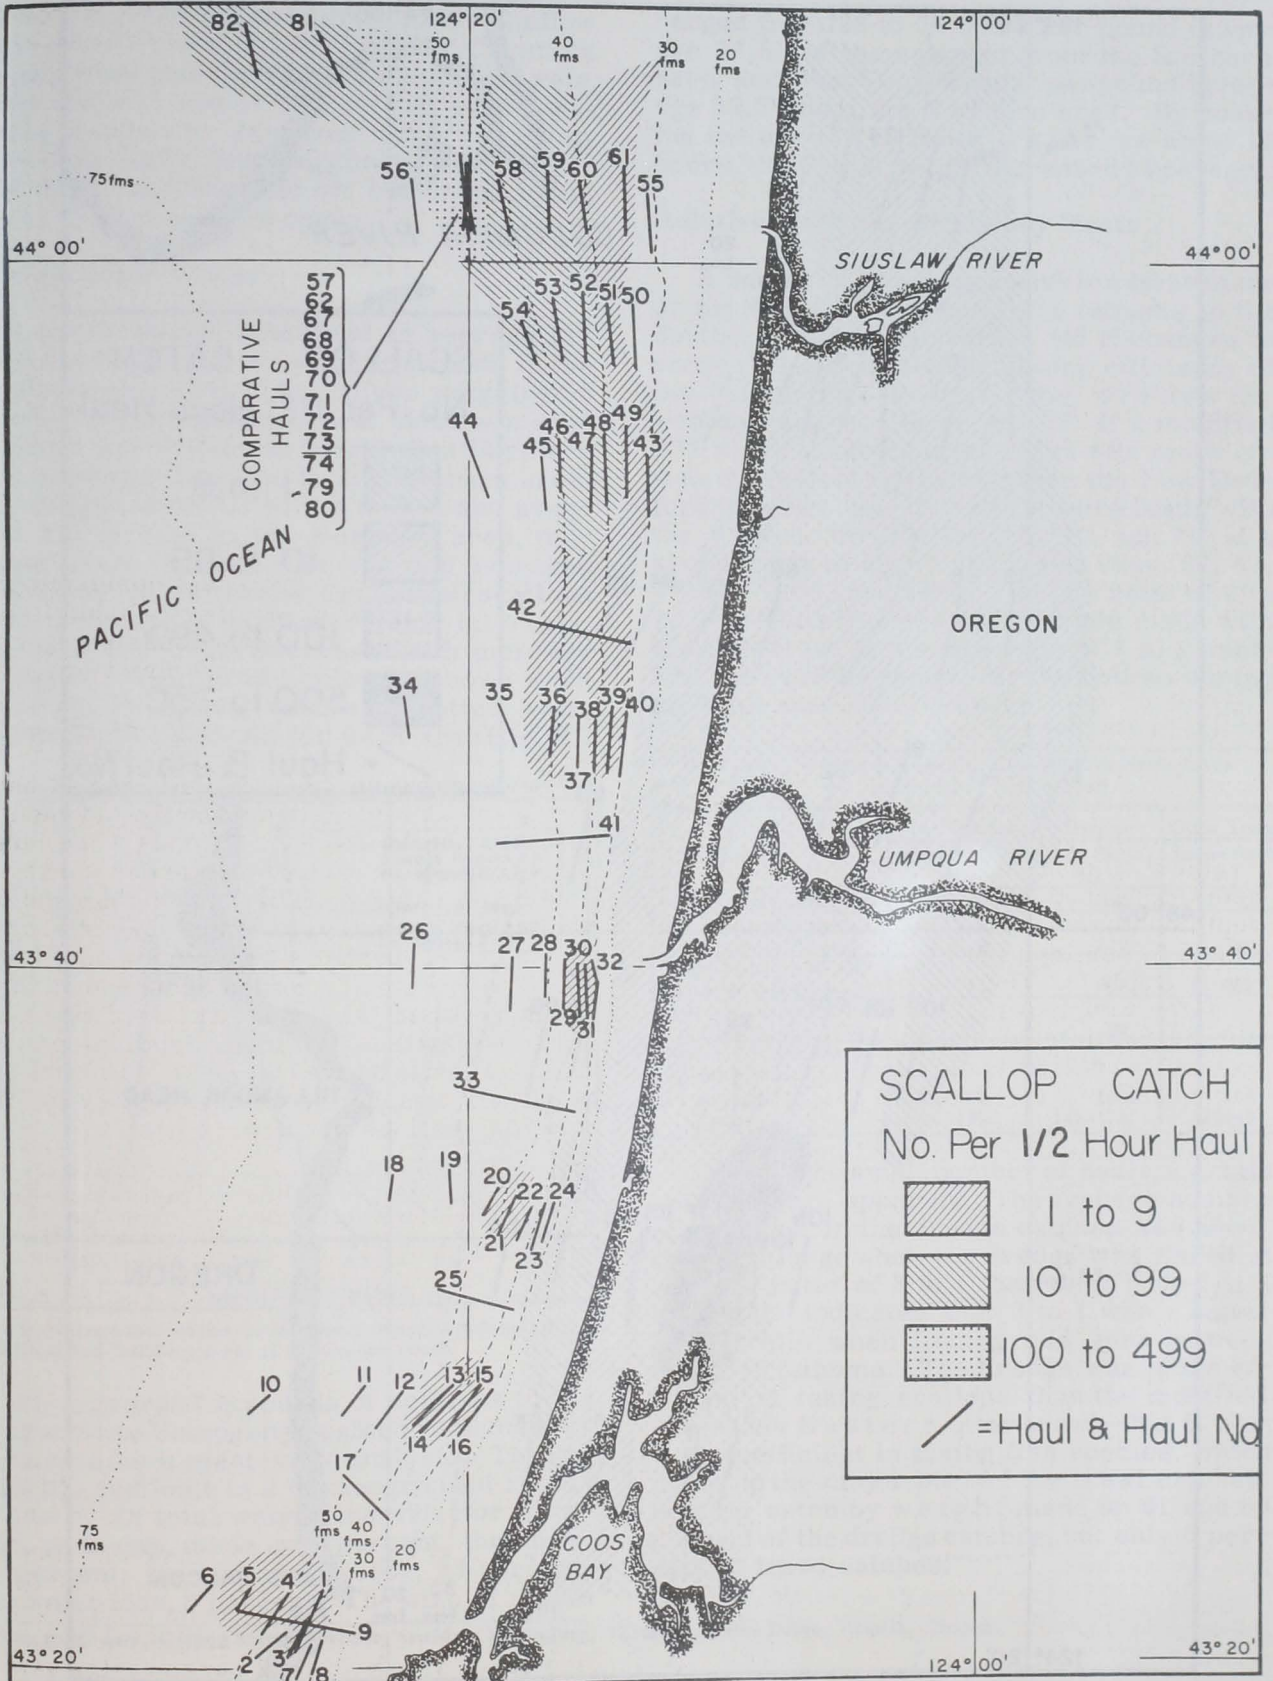 82 81 124° 20' 124° 00'
50 fms 40 fms 30 fms 20 fms
75 fms
56 58 59 60 61 55
44° 00' SIUSLAW RIVER 44° 00'
COMPARATIVE HAULS
57
62
67
68
69
70
71
72
73
74
79
80
54 53 52 51 50
44 45 46 47 48 49 43
PACIFIC OCEAN
42 OREGON
34 35 36 38 39 40
37
41
UMPQUA RIVER
26 27 28 30 32
43° 40' 43° 40'
29 31
33
18 19 20 22 24
21 23
25
10 11 12 13 15
14 16
17
50 fms 40 fms 30 fms 20 fms
75 fms
COOS BAY
6 5 4 1
9
2 3
7 8
43° 20' 124° 00' 43° 20'
SCALLOP CATCH
No. Per 1/2 Hour Haul
1 to 9
10 to 99
100 to 499
= Haul & Haul No